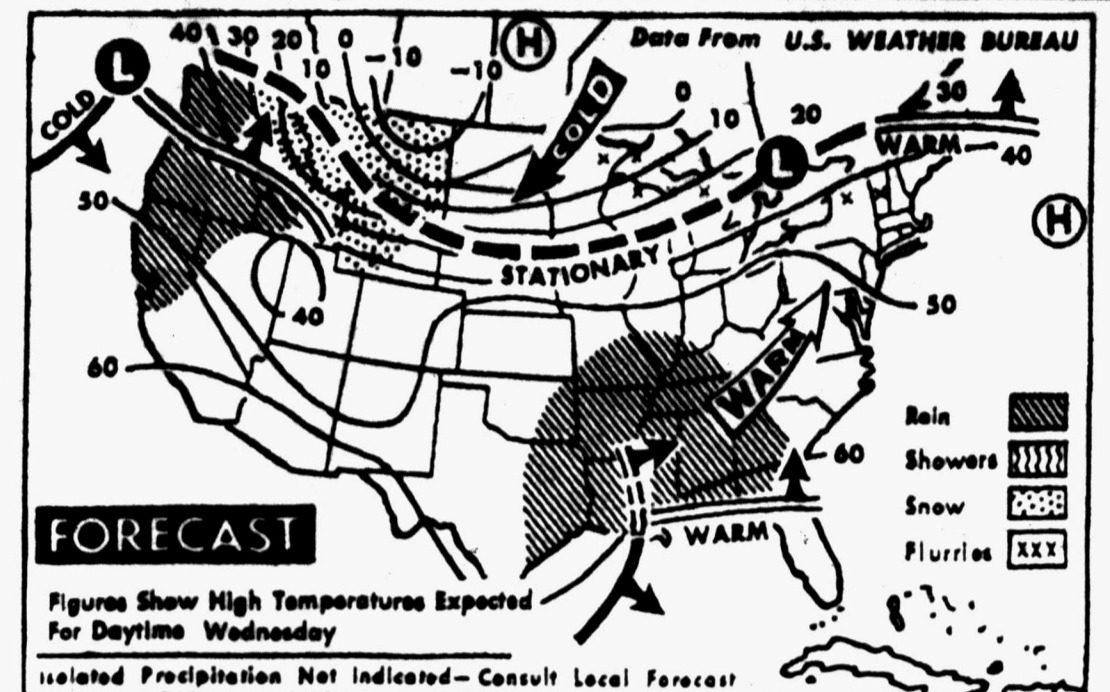 Data From U.S. WEATHER BUREAU
H
L
40 30 20 10 0 -10 -10
COLD
COLD
0
10
20
30
L
WARM
40
50
H
STATIONARY
40
50
60
WARM
60
WARM
Rain
Showers
Snow
Flurries XXX
FORECAST
Figures Show High Temperatures Expected
For Daytime Wednesday
Isolated Precipitation Not Indicated—Consult Local Forecast